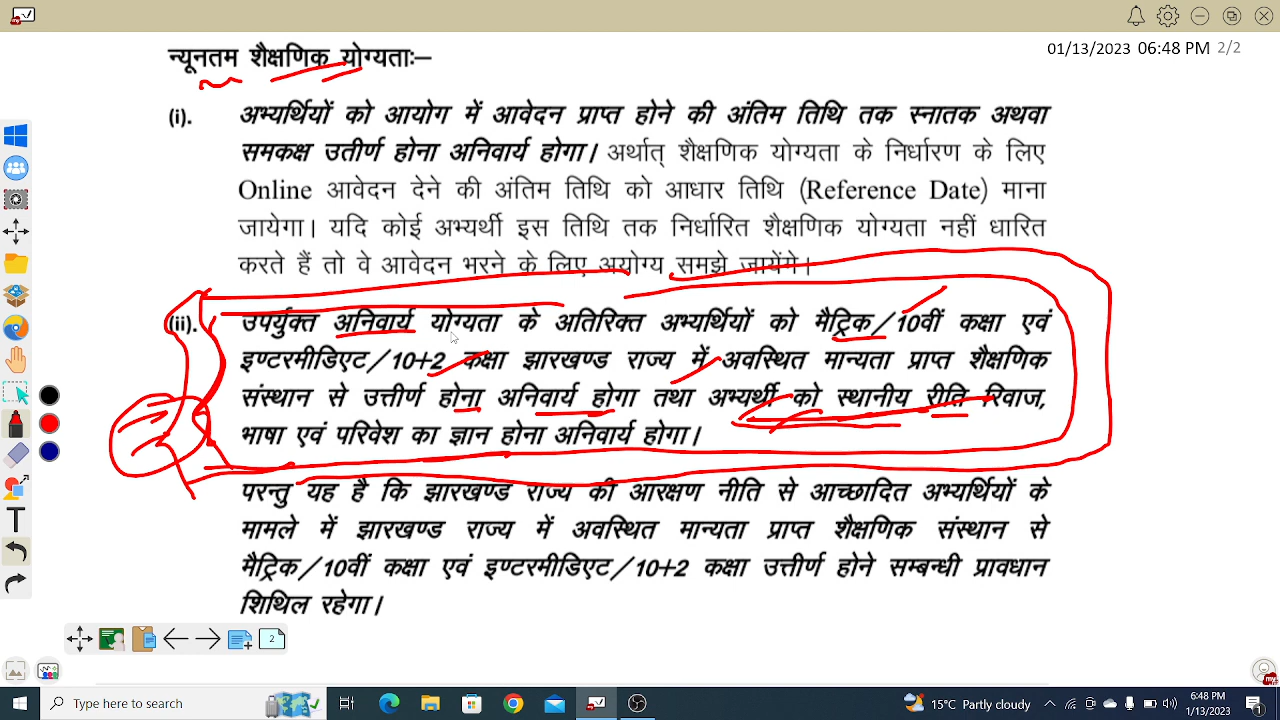 01/13/2023 06:48 PM 2/2
न्यूनतम शैक्षणिक योग्यताः—
(i). अभ्यर्थियों को आयोग में आवेदन प्राप्त होने की अंतिम तिथि तक स्नातक अथवा
समकक्ष उतीर्ण होना अनिवार्य होगा। अर्थात् शैक्षणिक योग्यता के निर्धारण के लिए
Online आवेदन देने की अंतिम तिथि को आधार तिथि (Reference Date) माना
जायेगा। यदि कोई अभ्यर्थी इस तिथि तक निर्धारित शैक्षणिक योग्यता नहीं धारित
करते हैं तो वे आवेदन भरने के लिए अयोग्य समझे जायेंगे।
(ii). उपर्युक्त अनिवार्य योग्यता के अतिरिक्त अभ्यर्थियों को मैट्रिक/10वीं कक्षा एवं
इण्टरमीडिएट/10+2 कक्षा झारखण्ड राज्य में अवस्थित मान्यता प्राप्त शैक्षणिक
संस्थान से उत्तीर्ण होना अनिवार्य होगा तथा अभ्यर्थी को स्थानीय रीति रिवाज,
भाषा एवं परिवेश का ज्ञान होना अनिवार्य होगा।
परन्तु यह है कि झारखण्ड राज्य की आरक्षण नीति से आच्छादित अभ्यर्थियों के
मामले में झारखण्ड राज्य में अवस्थित मान्यता प्राप्त शैक्षणिक संस्थान से
मैट्रिक/10वीं कक्षा एवं इण्टरमीडिएट/10+2 कक्षा उत्तीर्ण होने सम्बन्धी प्रावधान
शिथिल रहेगा।
2
Type here to search
15°C Partly cloudy
6:48 PM
1/13/2023